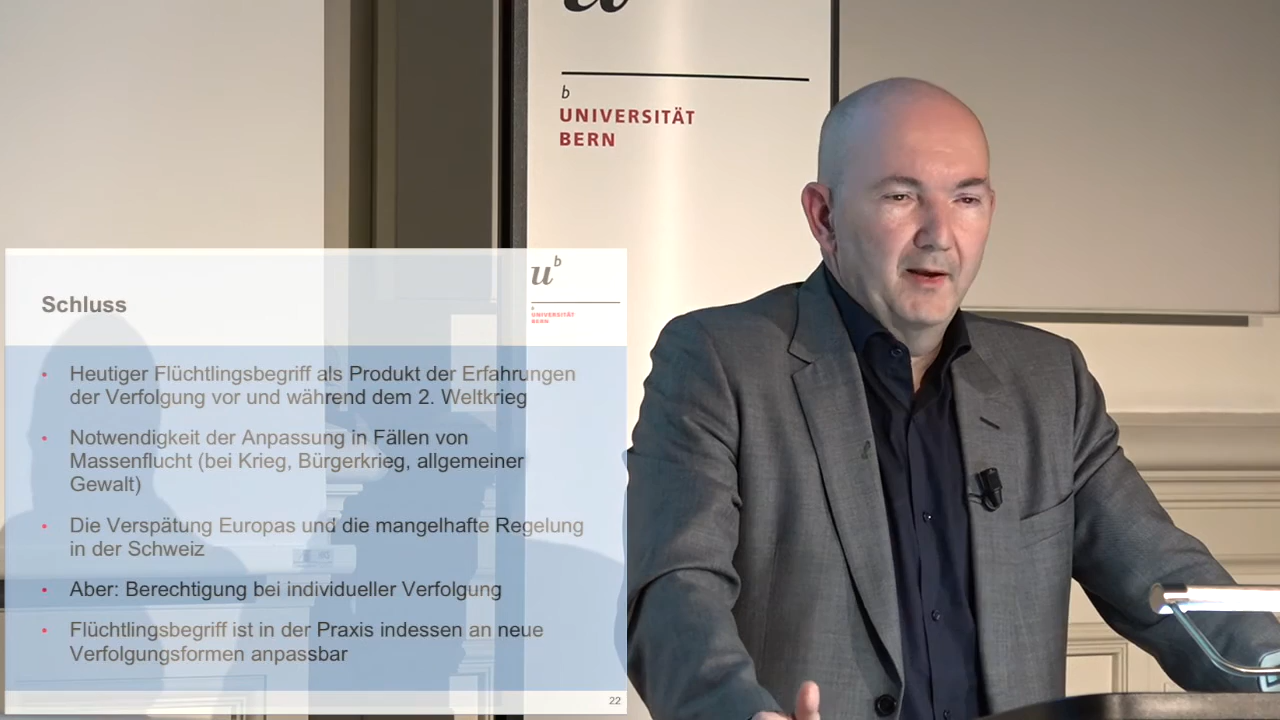 b
UNIVERSITÄT
BERN
u b
b
UNIVERSITÄT
BERN
Schluss
• Heutiger Flüchtlingsbegriff als Produkt der Erfahrungen
der Verfolgung vor und während dem 2. Weltkrieg
• Notwendigkeit der Anpassung in Fällen von
Massenflucht (bei Krieg, Bürgerkrieg, allgemeiner
Gewalt)
• Die Verspätung Europas und die mangelhafte Regelung
in der Schweiz
• Aber: Berechtigung bei individueller Verfolgung
• Flüchtlingsbegriff ist in der Praxis indessen an neue
Verfolgungsformen anpassbar
22